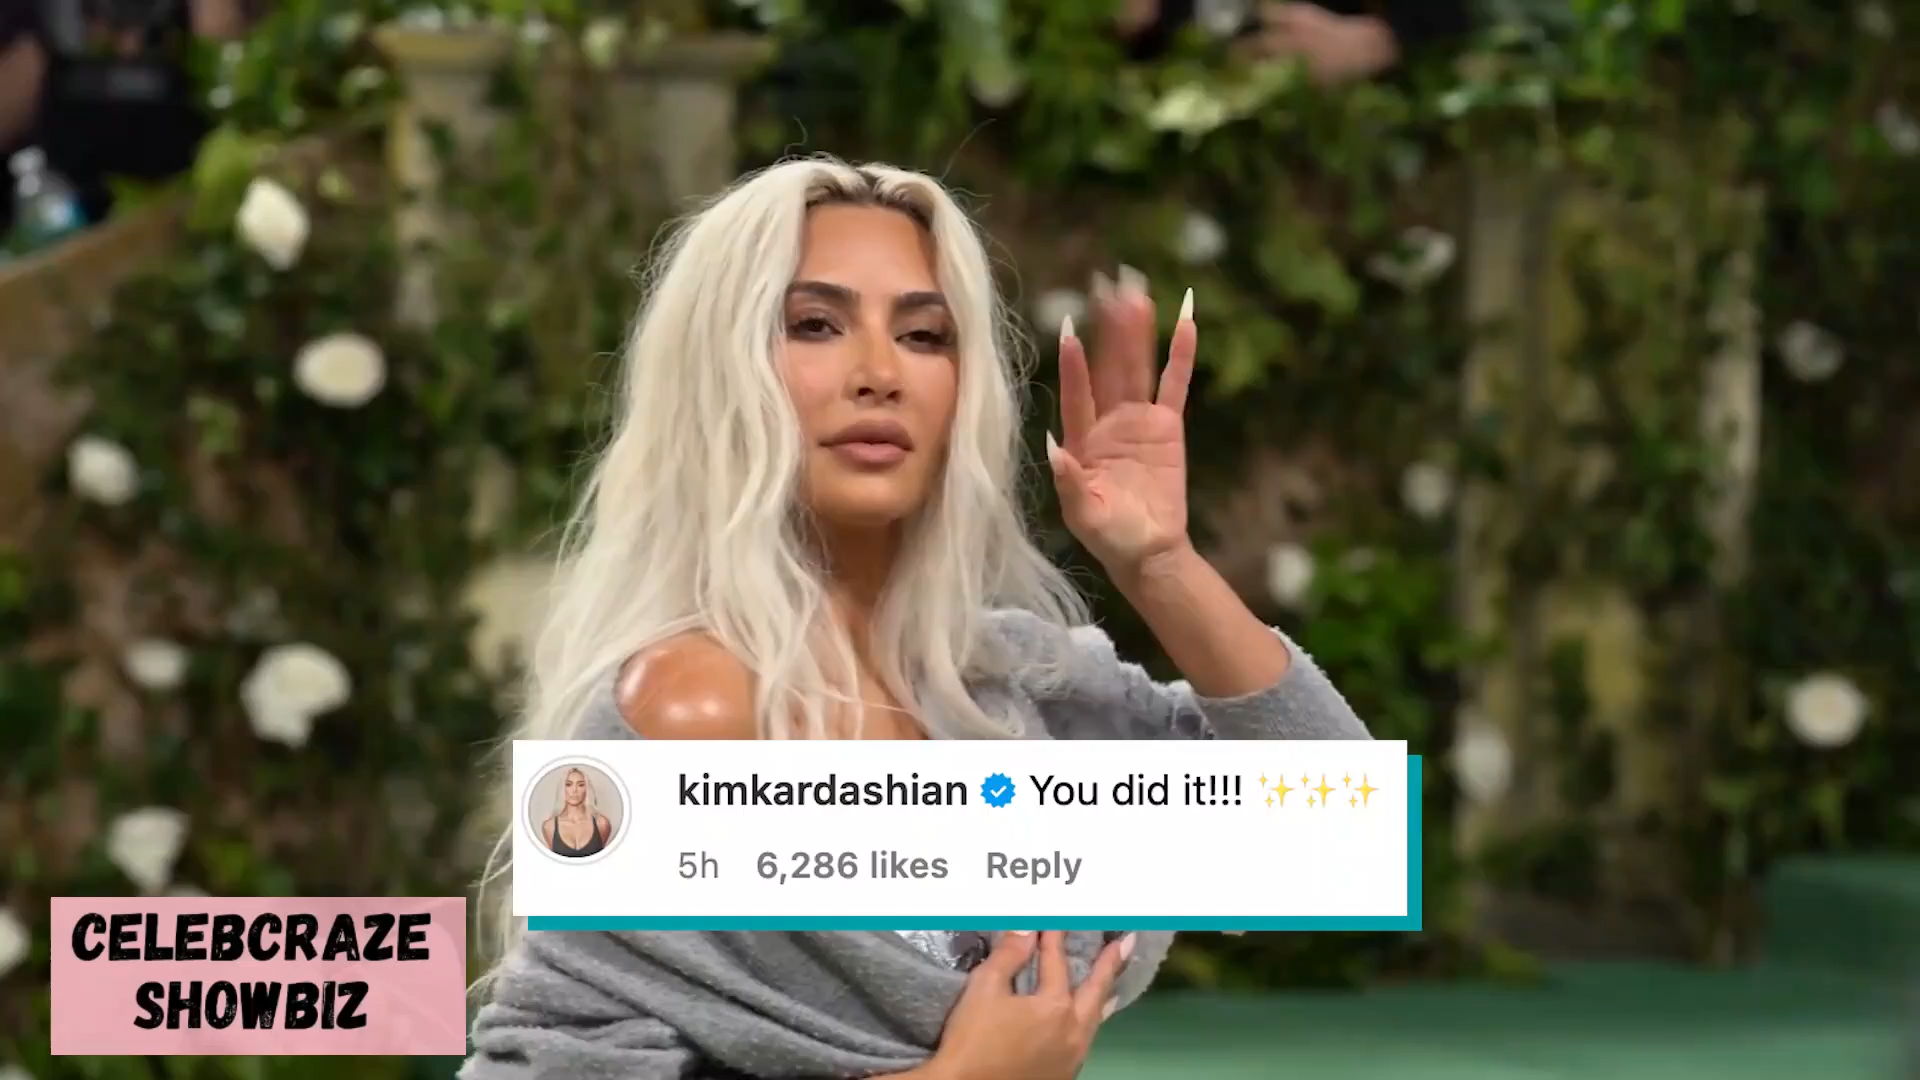 kimkardashian You did it!!! ✨✨✨
5h 6,286 likes Reply
CELEBCRAZE
SHOWBIZ